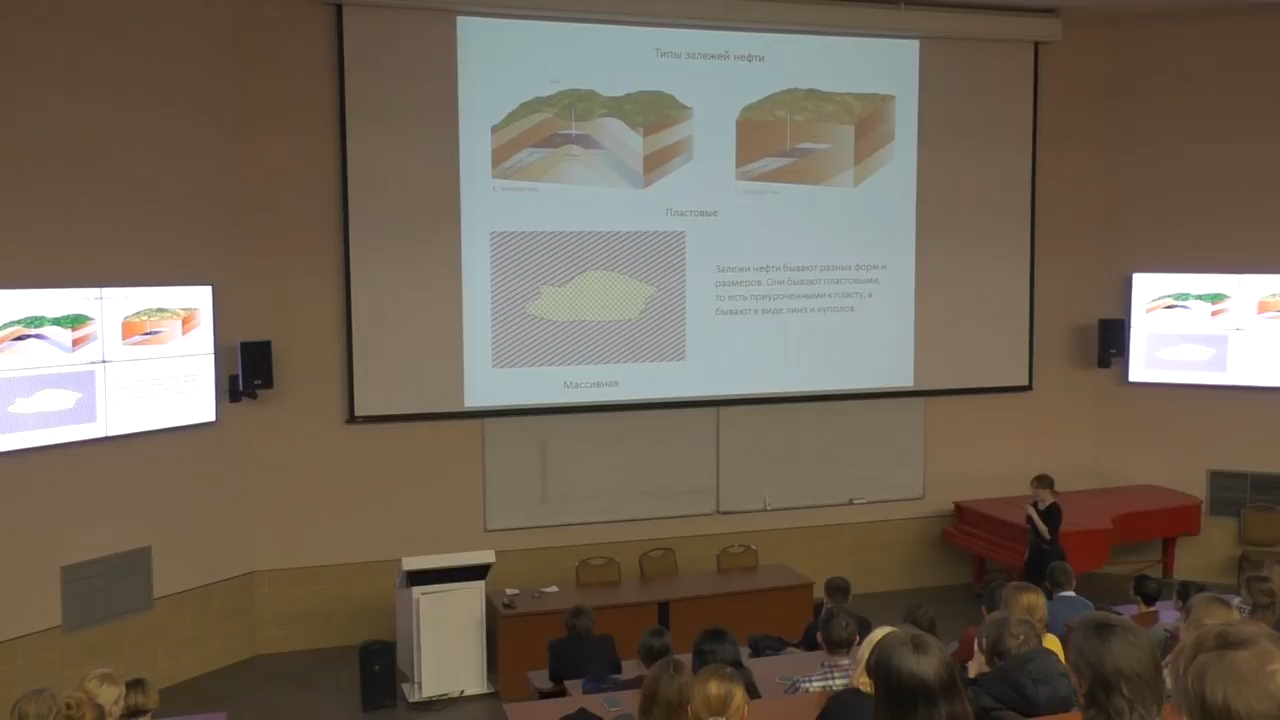 Типы залежей нефти
Пластовые
Залежи нефти бывают разных форм и
размеров. Они бывают пластовыми,
то есть приуроченными к пласту, а
бывают в виде линз и куполов.
Массивная